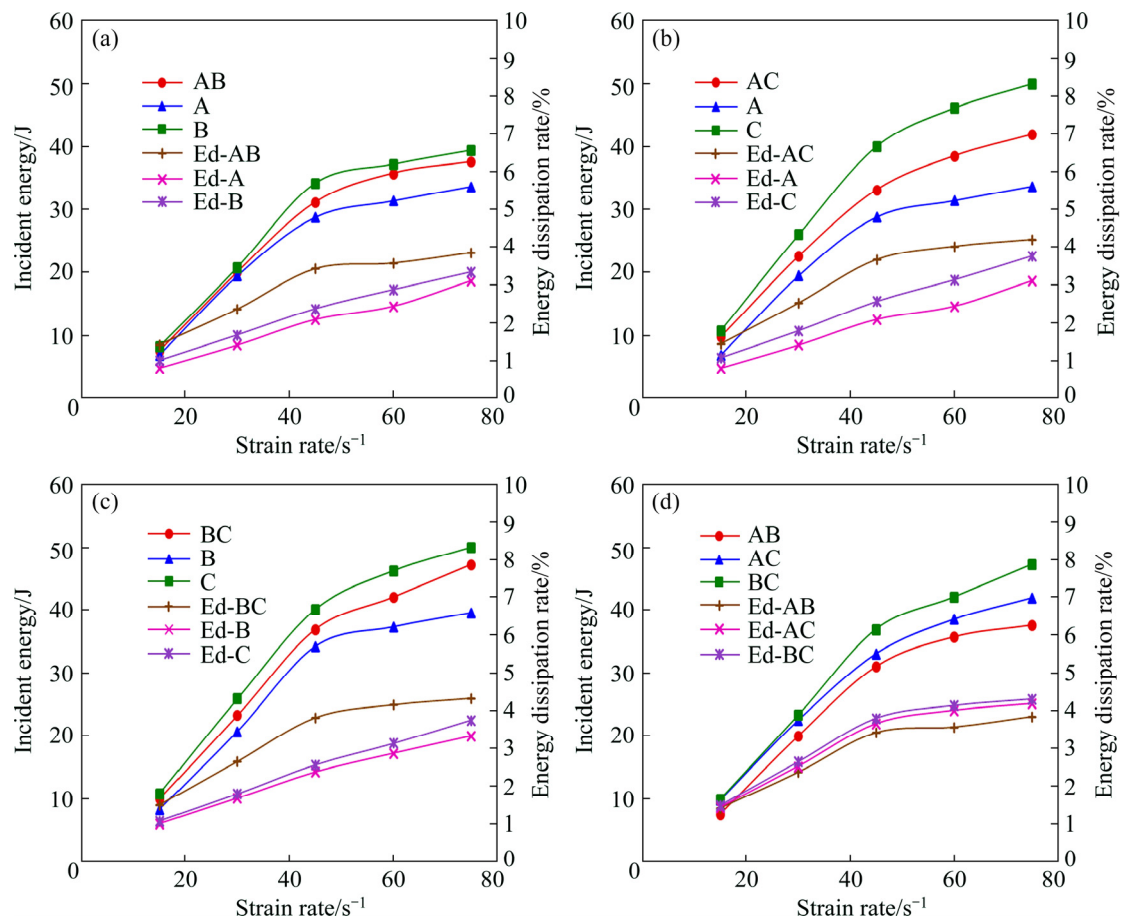 (a)
AB
A
B
Ed-AB
Ed-A
Ed-B
60
50
40
30
20
10
0
Incident energy/J
10
9
8
7
6
5
4
3
2
1
0
Energy dissipation rate/%
20 40 60 80
Strain rate/s⁻¹
(b)
AC
A
C
Ed-AC
Ed-A
Ed-C
60
50
40
30
20
10
0
Incident energy/J
10
9
8
7
6
5
4
3
2
1
0
Energy dissipation rate/%
20 40 60 80
Strain rate/s⁻¹
(c)
BC
B
C
Ed-BC
Ed-B
Ed-C
60
50
40
30
20
10
0
Incident energy/J
10
9
8
7
6
5
4
3
2
1
0
Energy dissipation rate/%
20 40 60 80
Strain rate/s⁻¹
(d)
AB
AC
BC
Ed-AB
Ed-AC
Ed-BC
60
50
40
30
20
10
0
Incident energy/J
10
9
8
7
6
5
4
3
2
1
0
Energy dissipation rate/%
20 40 60 80
Strain rate/s⁻¹